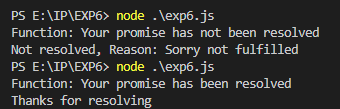 PS E:\IP\EXP6> node .\exp6.js
Function: Your promise has not been resolved
Not resolved, Reason: Sorry not fulfilled
PS E:\IP\EXP6> node .\exp6.js
Function: Your promise has been resolved
Thanks for resolving